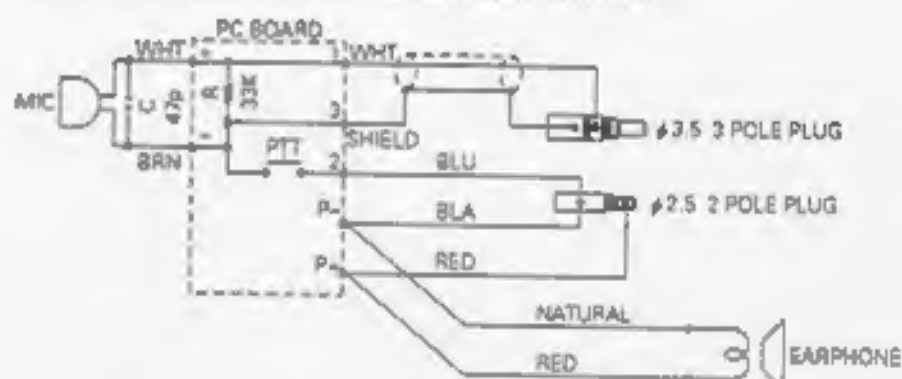 PC BOARD
WHT
WHT
MIC
C
47p
R
33K
3
SHIELD
φ3.5 3 POLE PLUG
BRN
PTT
2
BLU
P-
BLA
φ2.5 2 POLE PLUG
RED
NATURAL
RED
EARPHONE